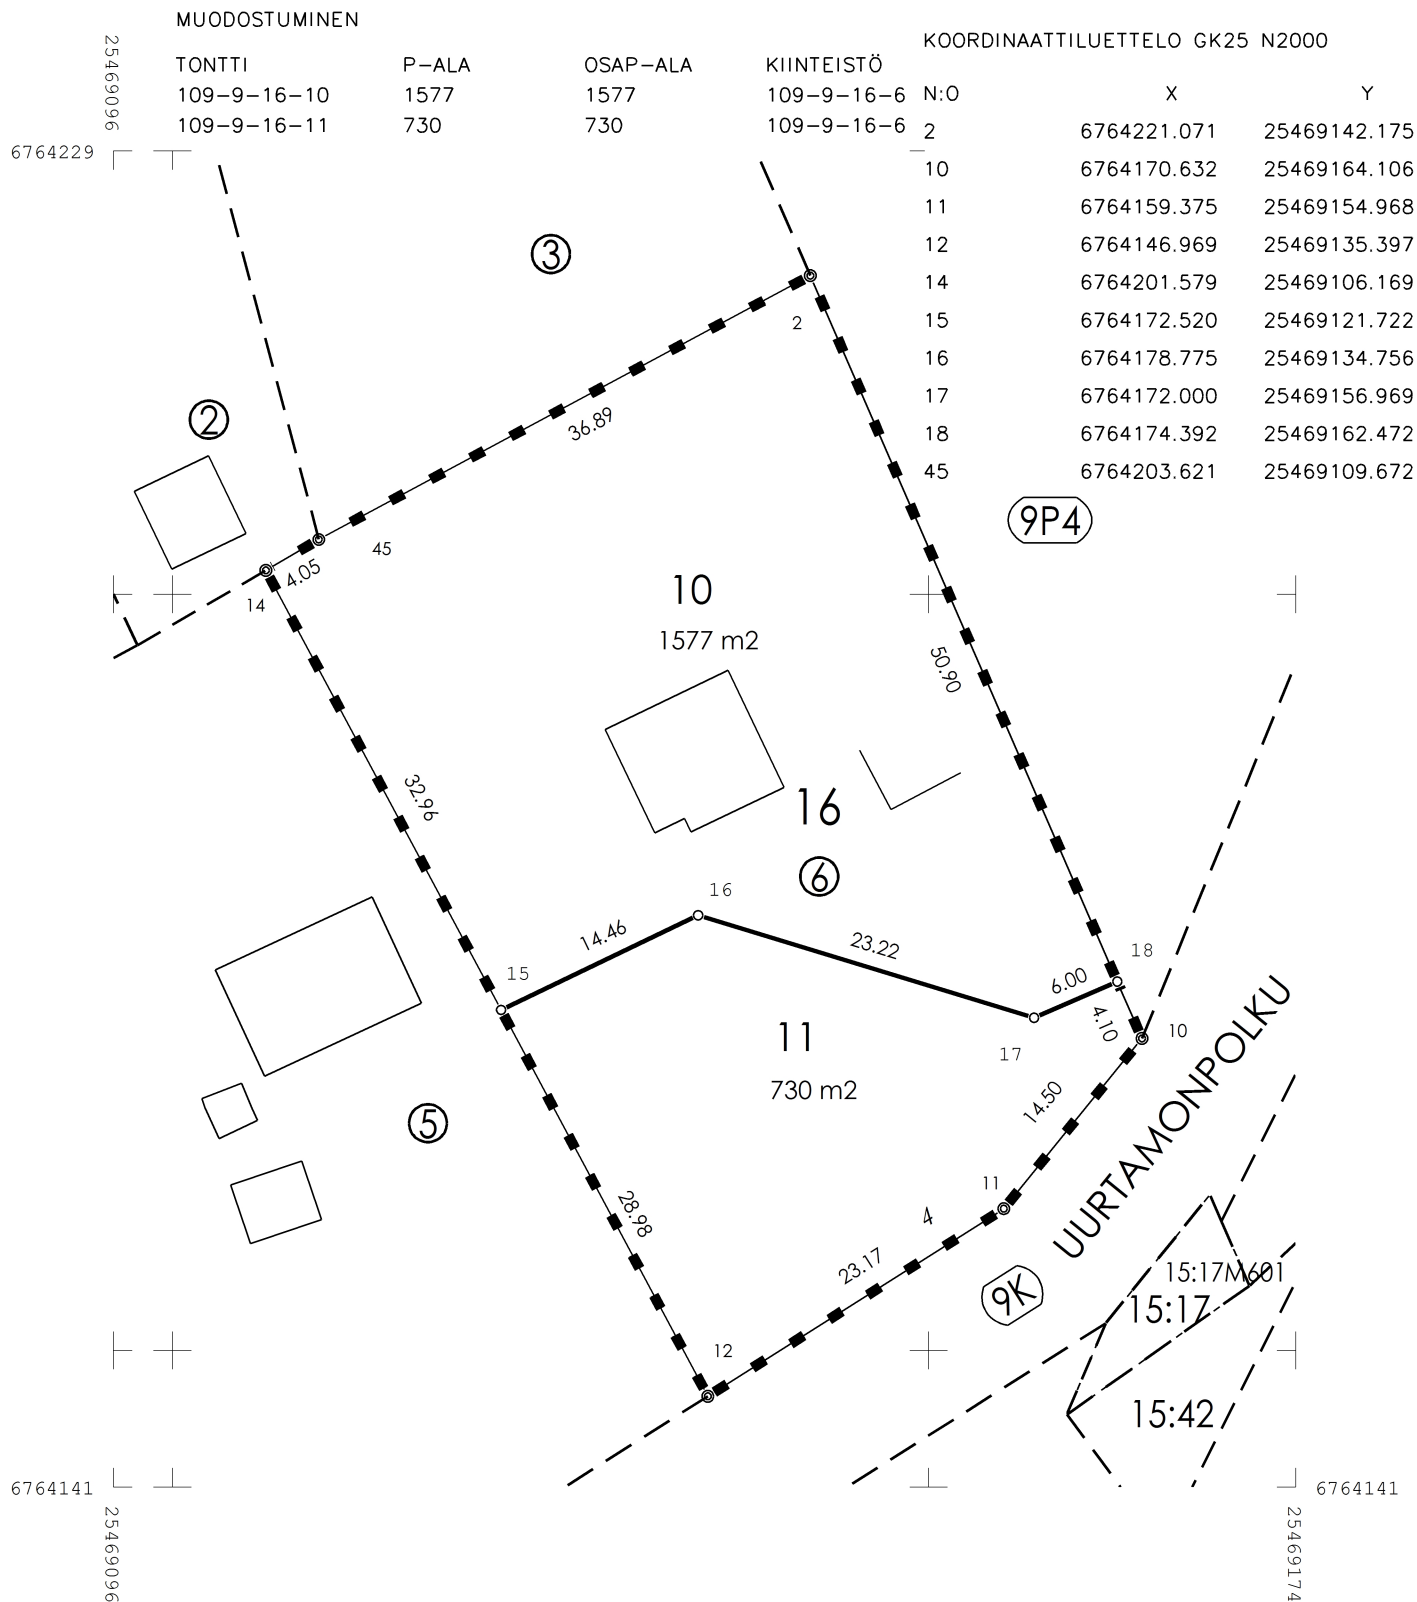 MUODOSTUMINEN
TONTTI P-ALA OSAP-ALA KIINTEISTÖ
109-9-16-10 1577 1577 109-9-16-6
109-9-16-11 730 730 109-9-16-6
KOORDINAATTILUETTELO GK25 N2000
N:O X Y
2 6764221.071 25469142.175
10 6764170.632 25469164.106
11 6764159.375 25469154.968
12 6764146.969 25469135.397
14 6764201.579 25469106.169
15 6764172.520 25469121.722
16 6764178.775 25469134.756
17 6764172.000 25469156.969
18 6764174.392 25469162.472
45 6764203.621 25469109.672
25469096
6764229
3
2
36.89
2
9P4
45
4.05
14
10
1577 m2
50.90
32.96
16
6
16
14.46
23.22
18
15
6.00
4.10
10
17
11
730 m2
14.50
5
UURTAMONPOLKU
11
28.98
4
23.17
9K
15:17M601
15:17
12
15:42
6764141
6764141
25469096
25469174